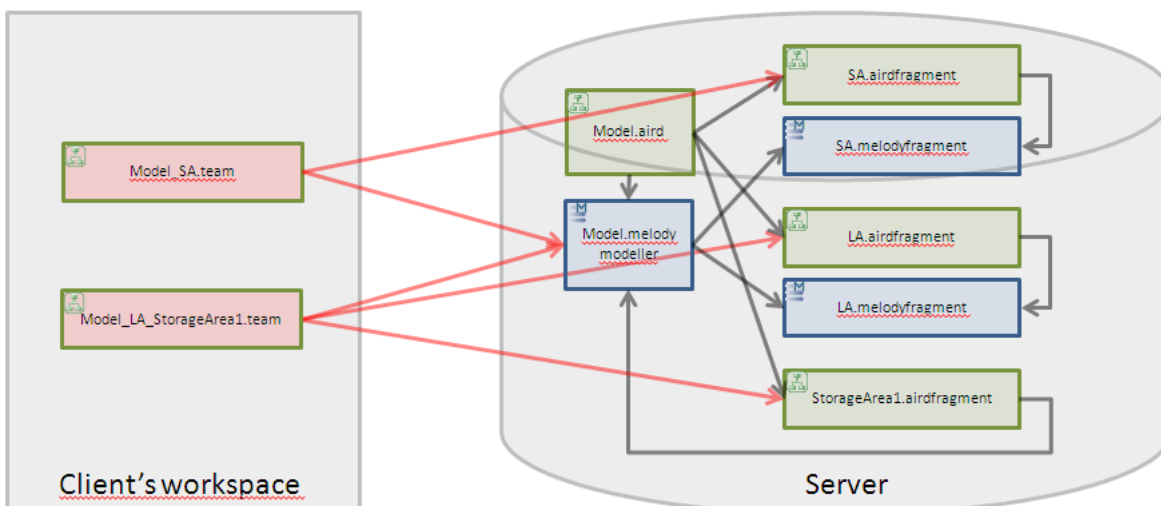 Model_SA.team
Model_LA_StorageArea1.team
Client's workspace
Model.aird
Model.melody
modeller
SA.airdfragment
SA.melodyfragment
LA.airdfragment
LA.melodyfragment
StorageArea1.airdfragment
Server